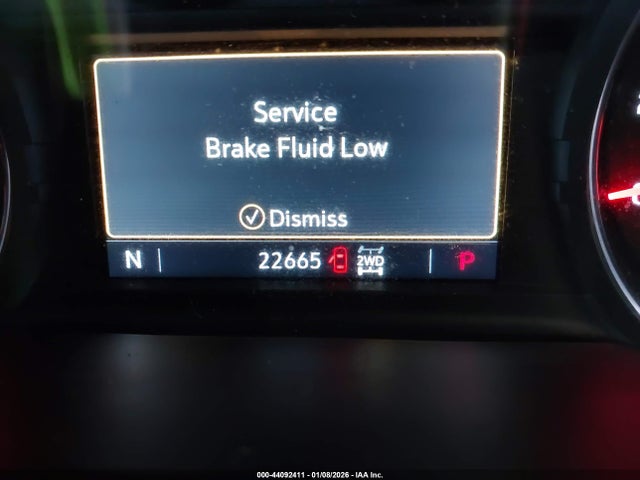 Service
Brake Fluid Low
Dismiss
N 22665 2WD P
000-44092411 - 01/08/2026 - IAA Inc.